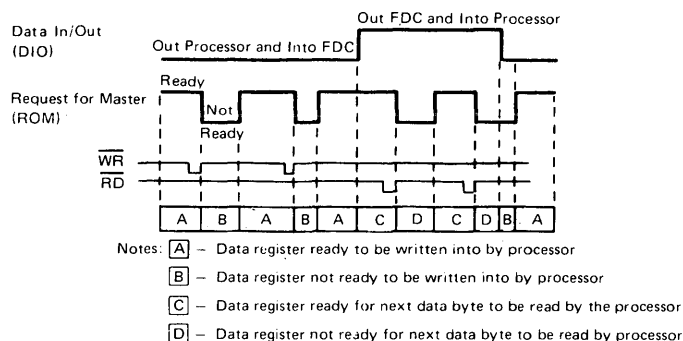 Out FDC and Into Processor
Data In/Out
(DIO)
Out Processor and Into FDC
Ready
Request for Master
(ROM)
Not
Ready
WR
RD
A B A B A C D C D B A
Notes: A – Data register ready to be written into by processor
B – Data register not ready to be written into by processor
C – Data register ready for next data byte to be read by the processor
D – Data register not ready for next data byte to be read by processor